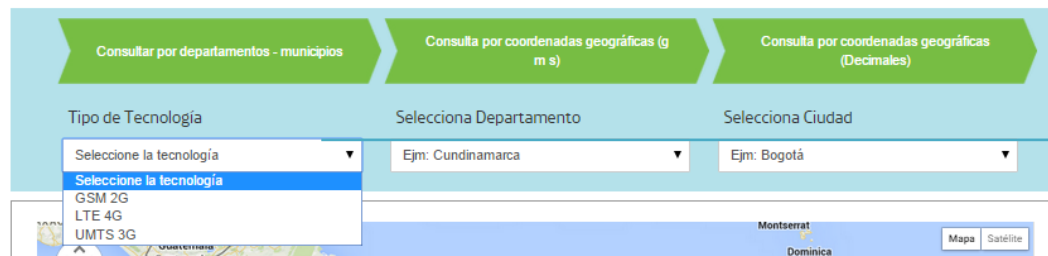 Consultar por departamentos - municipios
Consulta por coordenadas geográficas (g
m s)
Consulta por coordenadas geográficas
(Decimales)
Tipo de Tecnología
Selecciona Departamento
Selecciona Ciudad
Seleccione la tecnología
Ejm: Cundinamarca
Ejm: Bogotá
Seleccione la tecnología
GSM 2G
LTE 4G
UMTS 3G
Guatemala
Montserrat
Dominica
Mapa
Satélite